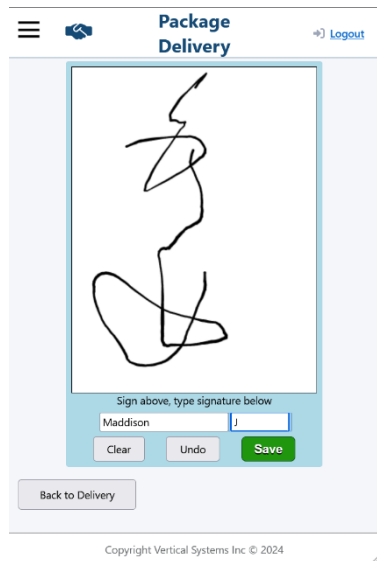 Package
Delivery
Logout
Sign above, type signature below
Maddison J
Clear Undo Save
Back to Delivery
Copyright Vertical Systems Inc © 2024